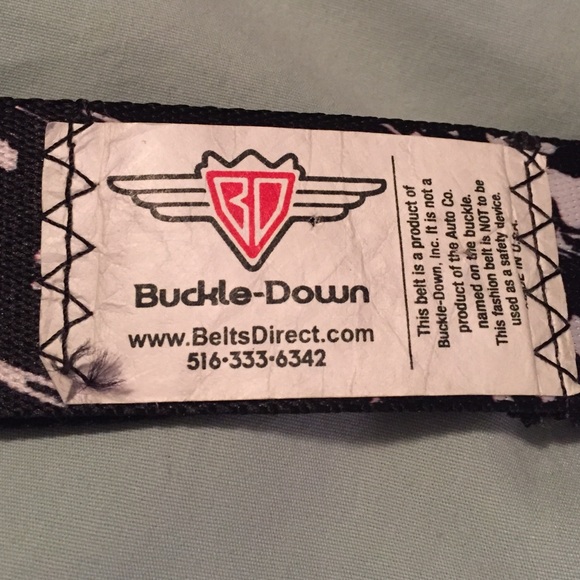 BD
Buckle-Down
www.BeltsDirect.com
516•333•6342
This belt is a product of
Buckle-Down, Inc. It is not a
product of the Auto Co.
named on the buckle.
This fashion belt is NOT to be
used as a safety device.
IN U.S.A.